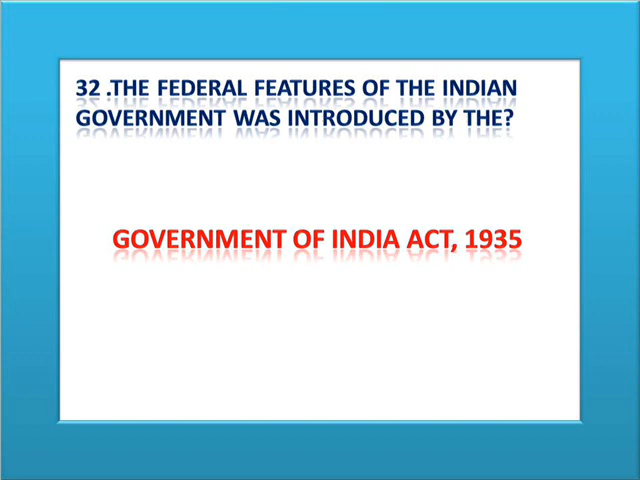 32 .THE FEDERAL FEATURES OF THE INDIAN
GOVERNMENT WAS INTRODUCED BY THE?
GOVERNMENT OF INDIA ACT, 1935